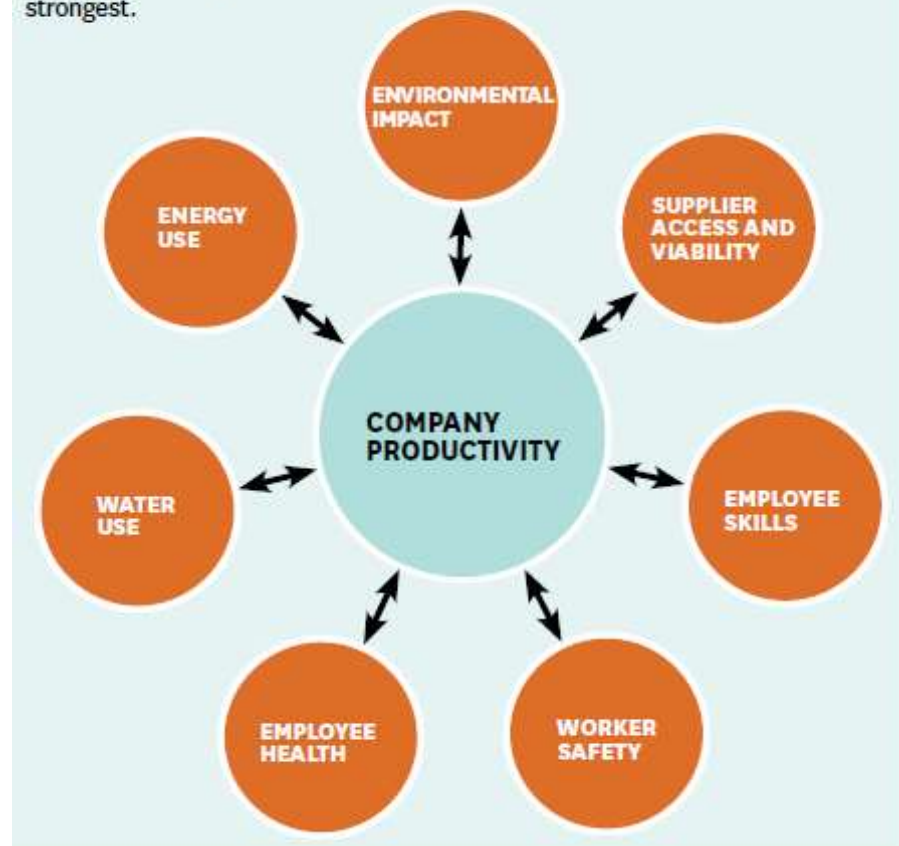 strongest.
ENVIRONMENTAL
IMPACT
SUPPLIER
ACCESS AND
VIABILITY
ENERGY
USE
COMPANY
PRODUCTIVITY
EMPLOYEE
SKILLS
WATER
USE
WORKER
SAFETY
EMPLOYEE
HEALTH